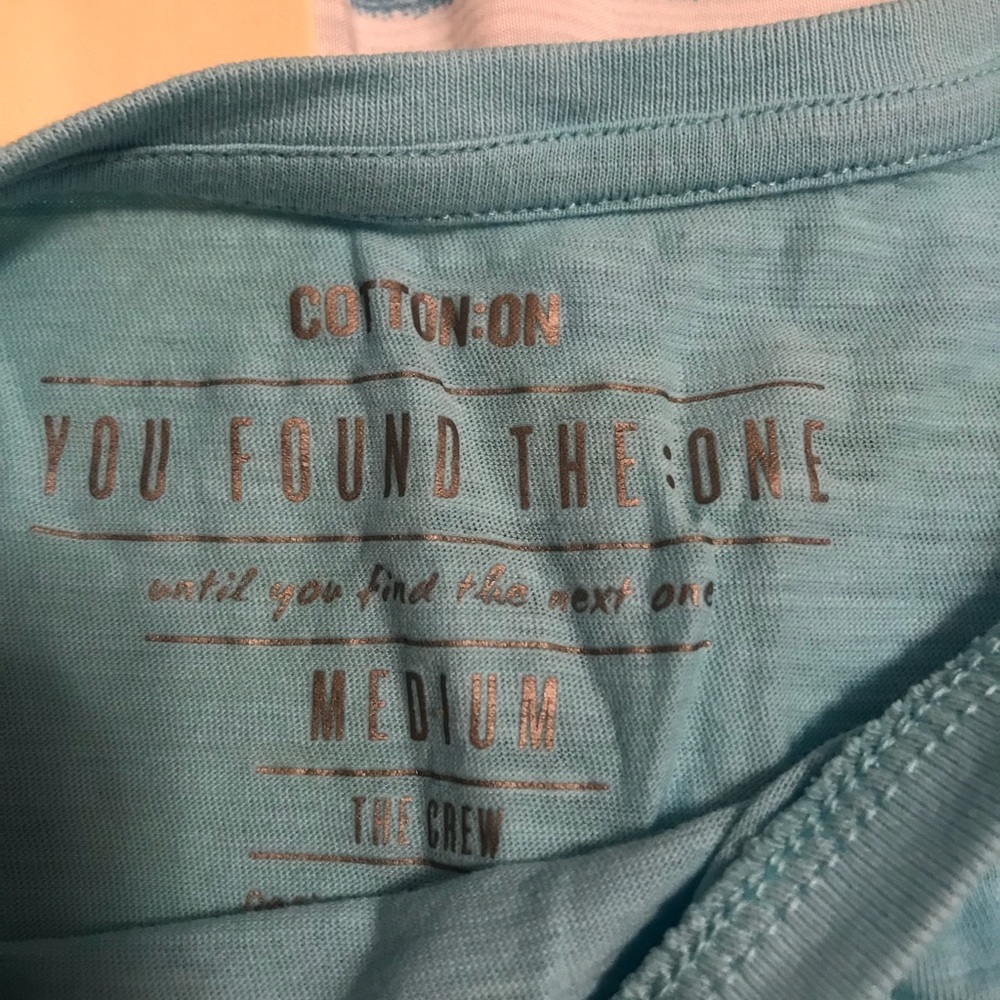 COTTON:ON
YOU FOUND THE:ONE
until you find the next one
MEDIUM
THE CREW